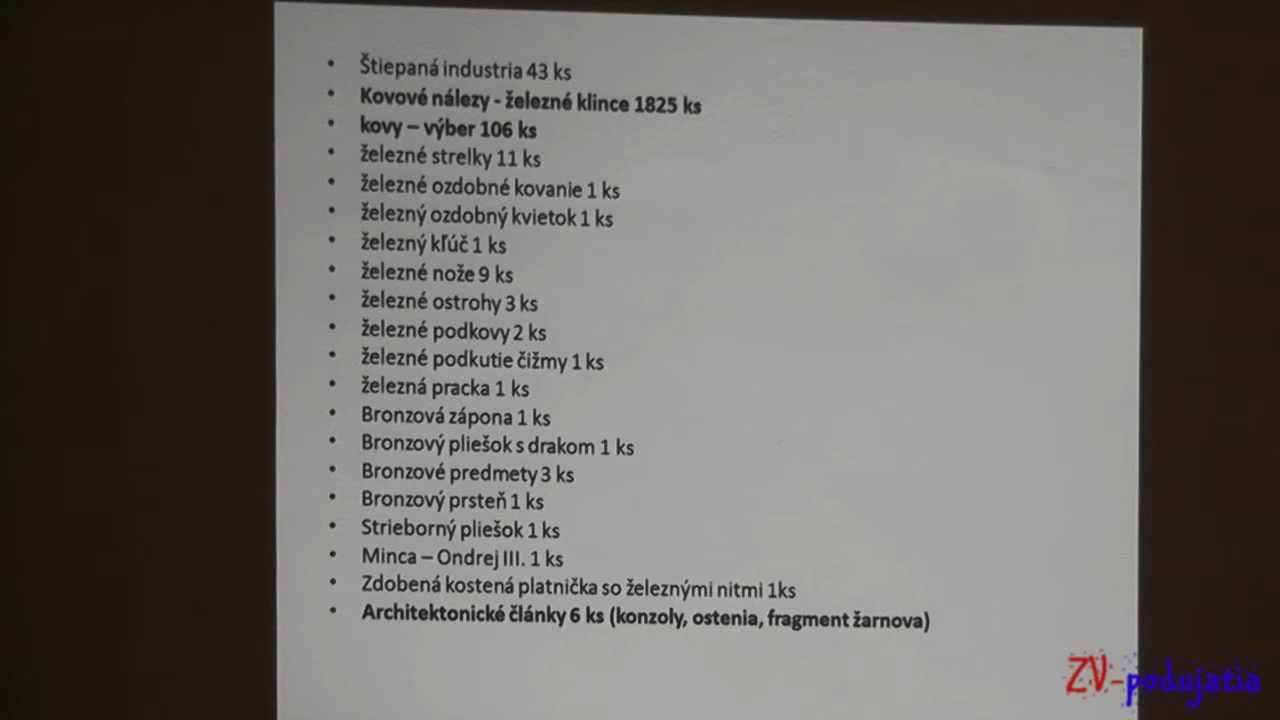 • Štiepaná industria 43 ks
• Kovové nálezy - železné klince 1825 ks
• kovy – výber 106 ks
• železné strelky 11 ks
• železné ozdobné kovanie 1 ks
• železný ozdobný kvietok 1 ks
• železný kľúč 1 ks
• železné nože 9 ks
• železné ostrohy 3 ks
• železné podkovy 2 ks
• železné podkutie čižmy 1 ks
• železná pracka 1 ks
• Bronzová zápona 1 ks
• Bronzový pliešok s drakom 1 ks
• Bronzové predmety 3 ks
• Bronzový prsteň 1 ks
• Strieborný pliešok 1 ks
• Minca – Ondrej III. 1 ks
• Zdobená kostená platnička so železnými nitmi 1ks
• Architektonické články 6 ks (konzoly, ostenia, fragment žarnova)
ZV-podujatia